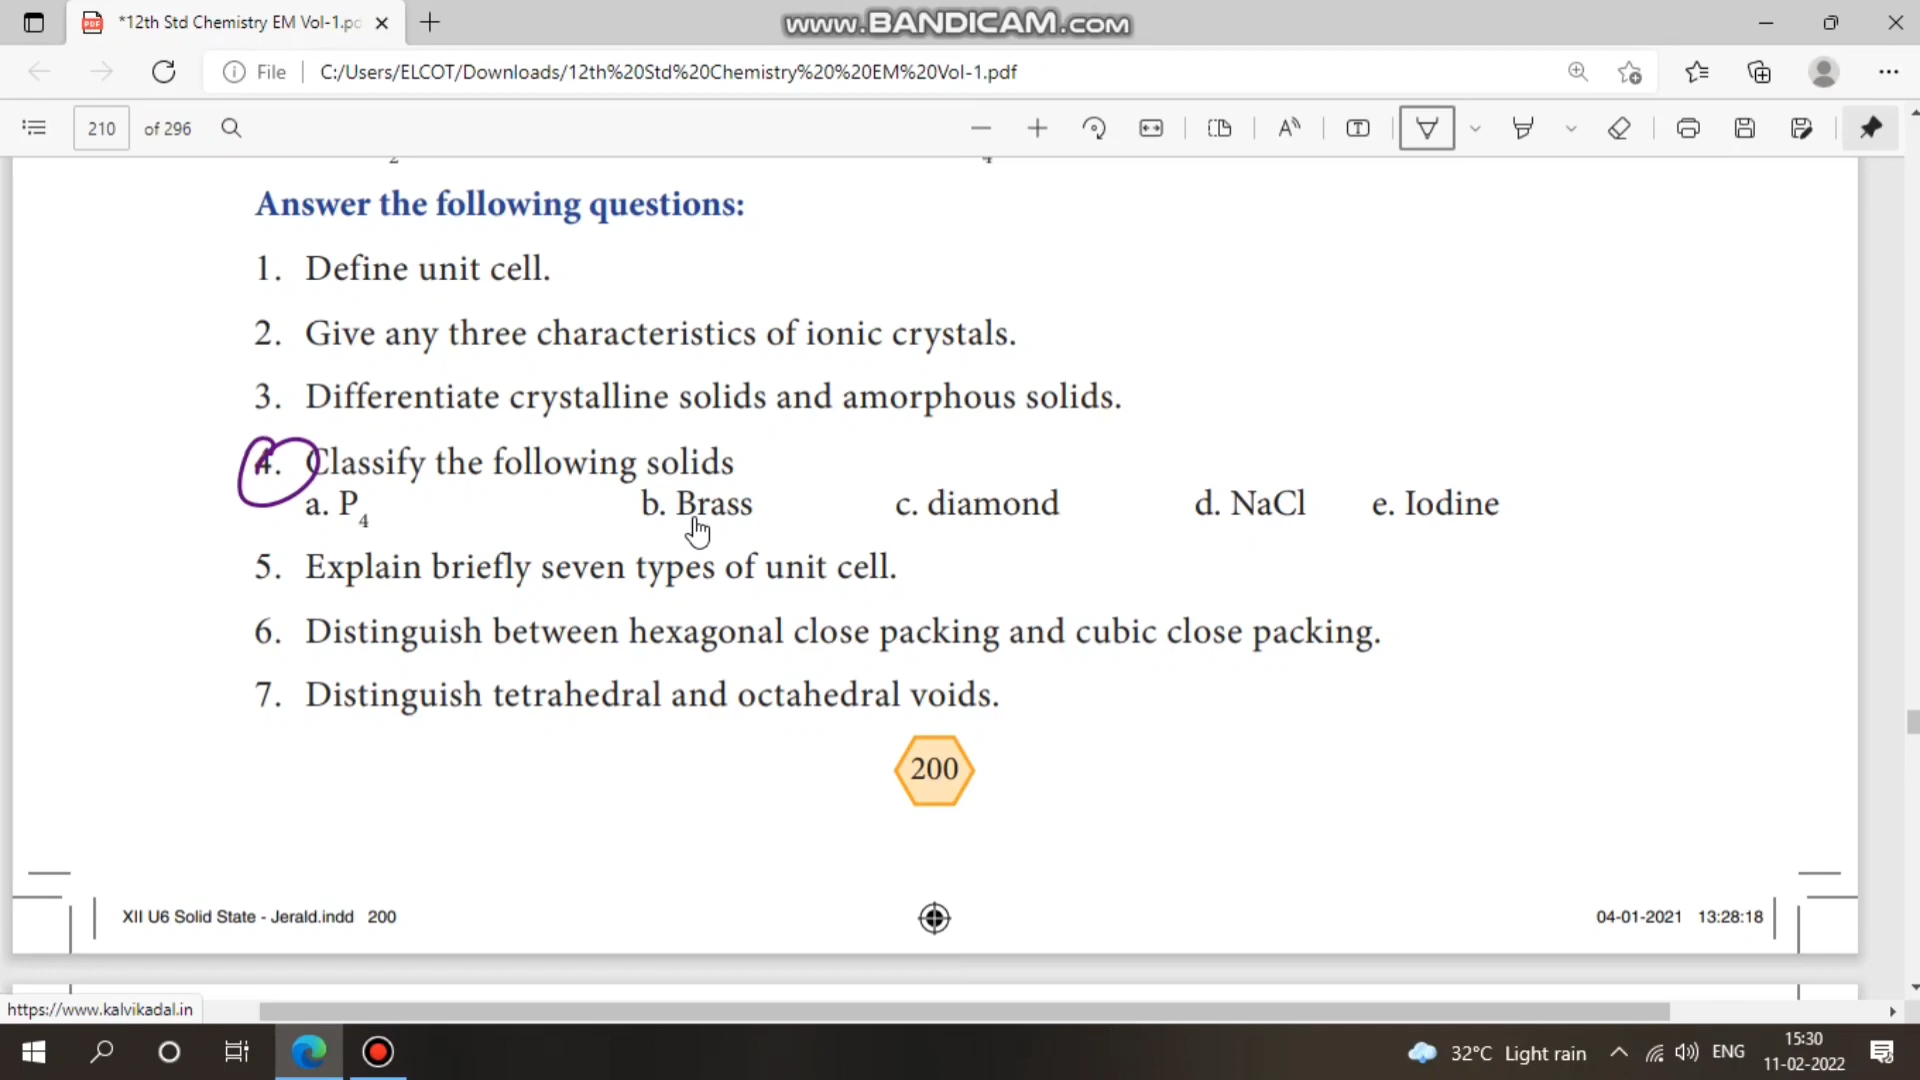 *12th Std Chemistry EM Vol-1.pd
www.BANDICAM.com
File
C:/Users/ELCOT/Downloads/12th%20Std%20Chemistry%20%20EM%20Vol-1.pdf
210 of 296
2 4
Answer the following questions:
1. Define unit cell.
2. Give any three characteristics of ionic crystals.
3. Differentiate crystalline solids and amorphous solids.
4. Classify the following solids
a. P4 b. Brass c. diamond d. NaCl e. Iodine
5. Explain briefly seven types of unit cell.
6. Distinguish between hexagonal close packing and cubic close packing.
7. Distinguish tetrahedral and octahedral voids.
200
XII U6 Solid State - Jerald.indd 200
04-01-2021 13:28:18
https://www.kalvikadal.in
32°C Light rain
ENG
15:30
11-02-2022